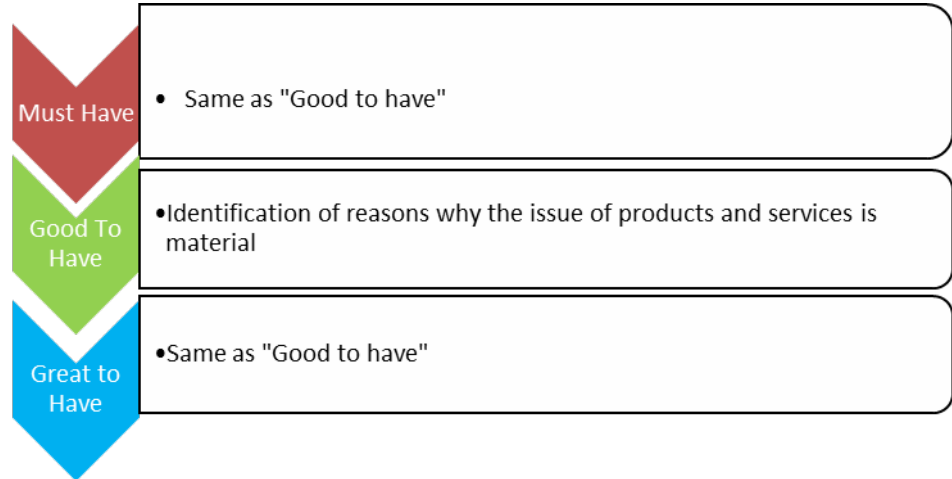 Must Have
• Same as "Good to have"
Good To
Have
•Identification of reasons why the issue of products and services is
material
Great to
Have
•Same as "Good to have"